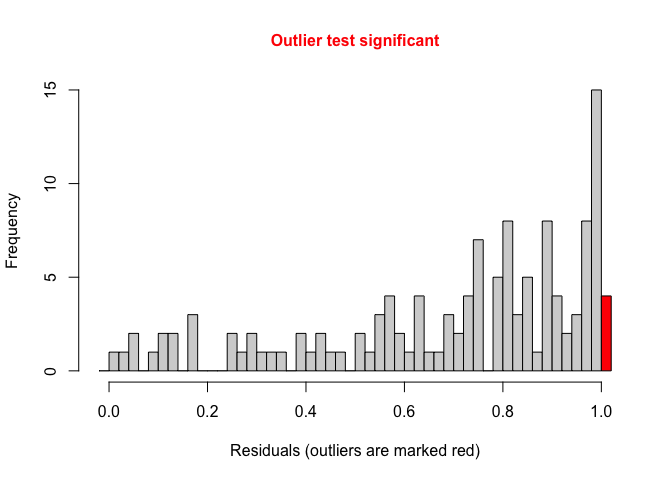 Outlier test significant
15
10
5
0
Frequency
0.0 0.2 0.4 0.6 0.8 1.0
Residuals (outliers are marked red)